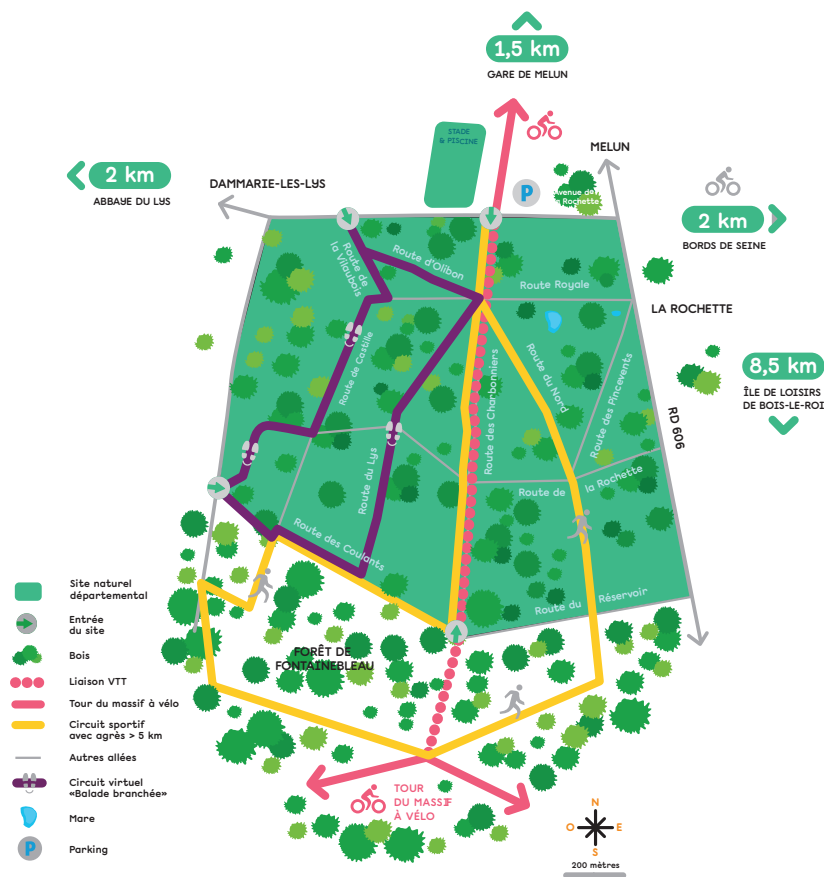 1,5 km
GARE DE MELUN
STADE
& PISCINE
MELUN
2 km
ABBAYE DU LYS
DAMMARIE-LES-LYS
P
Avenue de
la Rochette
2 km
BORDS DE SEINE
Route de
la Vilaubois
Route d'Olibon
Route Royale
LA ROCHETTE
8,5 km
ÎLE DE LOISIRS
DE BOIS-LE-ROI
Route de Castille
Route des Charbonniers
Route du Nord
Route des Pincevents
RD 606
Route du Lys
Route de la Rochette
Route des Coulants
Route du Réservoir
FORÊT DE
FONTAINEBLEAU
Site naturel
départemental
Entrée
du site
Bois
Liaison VTT
Tour du massif à vélo
Circuit sportif
avec agrès > 5 km
Autres allées
Circuit virtuel
«Balade branchée»
Mare
P
Parking
TOUR
DU MASSIF
À VÉLO
N
O
E
S
200 mètres